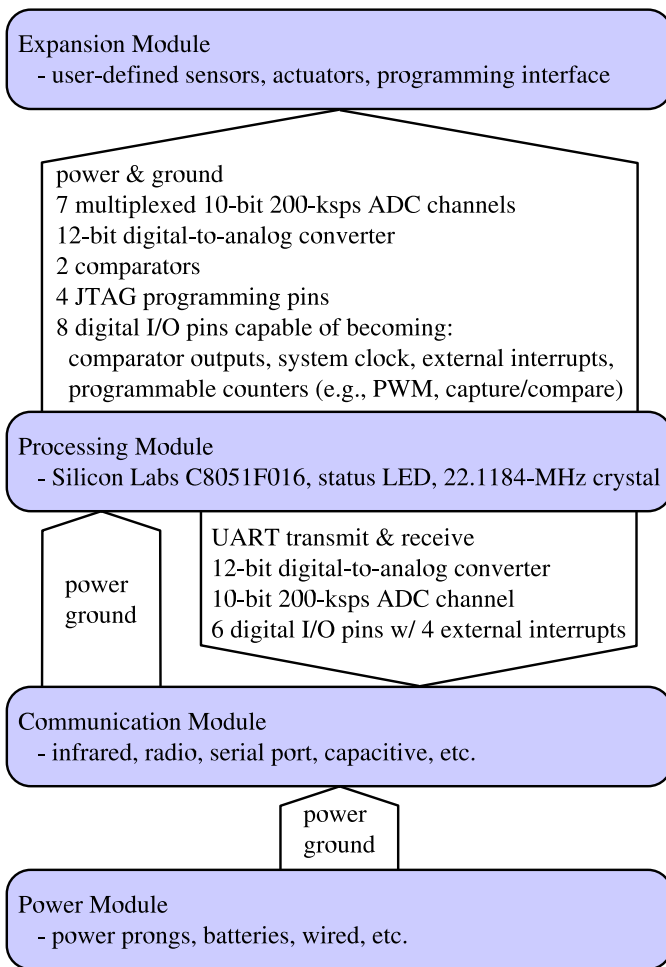 Expansion Module
- user-defined sensors, actuators, programming interface
power & ground
7 multiplexed 10-bit 200-ksps ADC channels
12-bit digital-to-analog converter
2 comparators
4 JTAG programming pins
8 digital I/O pins capable of becoming:
comparator outputs, system clock, external interrupts,
programmable counters (e.g., PWM, capture/compare)
Processing Module
- Silicon Labs C8051F016, status LED, 22.1184-MHz crystal
power
ground
UART transmit & receive
12-bit digital-to-analog converter
10-bit 200-ksps ADC channel
6 digital I/O pins w/ 4 external interrupts
Communication Module
- infrared, radio, serial port, capacitive, etc.
power
ground
Power Module
- power prongs, batteries, wired, etc.